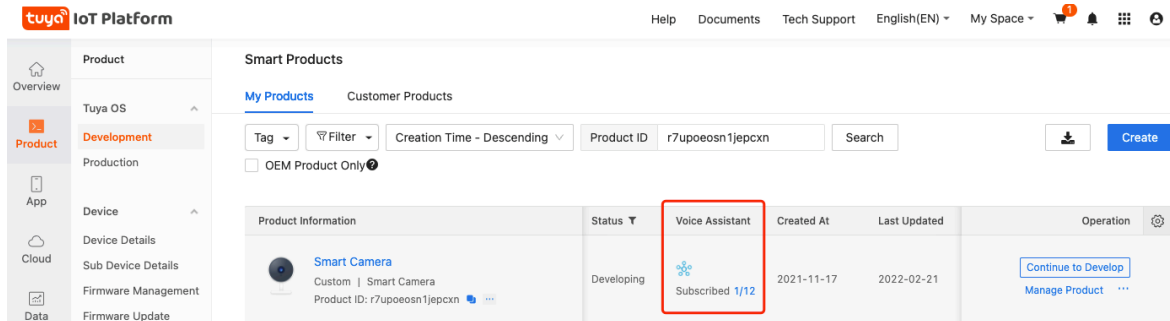 tuya IoT Platform
Help Documents Tech Support English(EN) My Space 1
Overview
Product
App
Cloud
Data
Product
Tuya OS
Development
Production
Device
Device Details
Sub Device Details
Firmware Management
Firmware Update
Smart Products
My Products Customer Products
Tag Filter Creation Time - Descending Product ID r7upoeosn1jepcxn Search Create
OEM Product Only
Product Information Status Voice Assistant Created At Last Updated Operation
Smart Camera
Custom | Smart Camera
Product ID: r7upoeosn1jepcxn ...
Developing
Subscribed 1/12
2021-11-17
2022-02-21
Continue to Develop
Manage Product ...